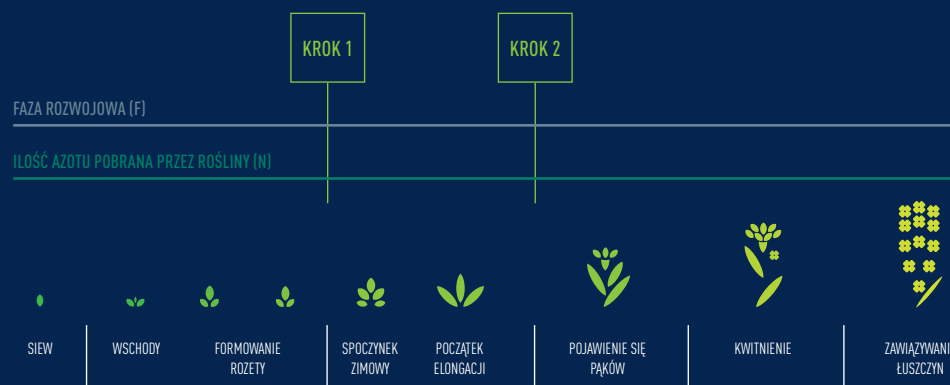 KROK 1
KROK 2
FAZA ROZWOJOWA (F)
ILOŚĆ AZOTU POBRANA PRZEZ ROŚLINY (N)
SIEW
WSCHODY
FORMOWANIE
ROZETY
SPOCZYNEK
ZIMOWY
POCZĄTEK
ELONGACJI
POJAWIENIE SIĘ
PĄKÓW
KWITNIENIE
ZAWIĄZYWANI
ŁUSZCZYN